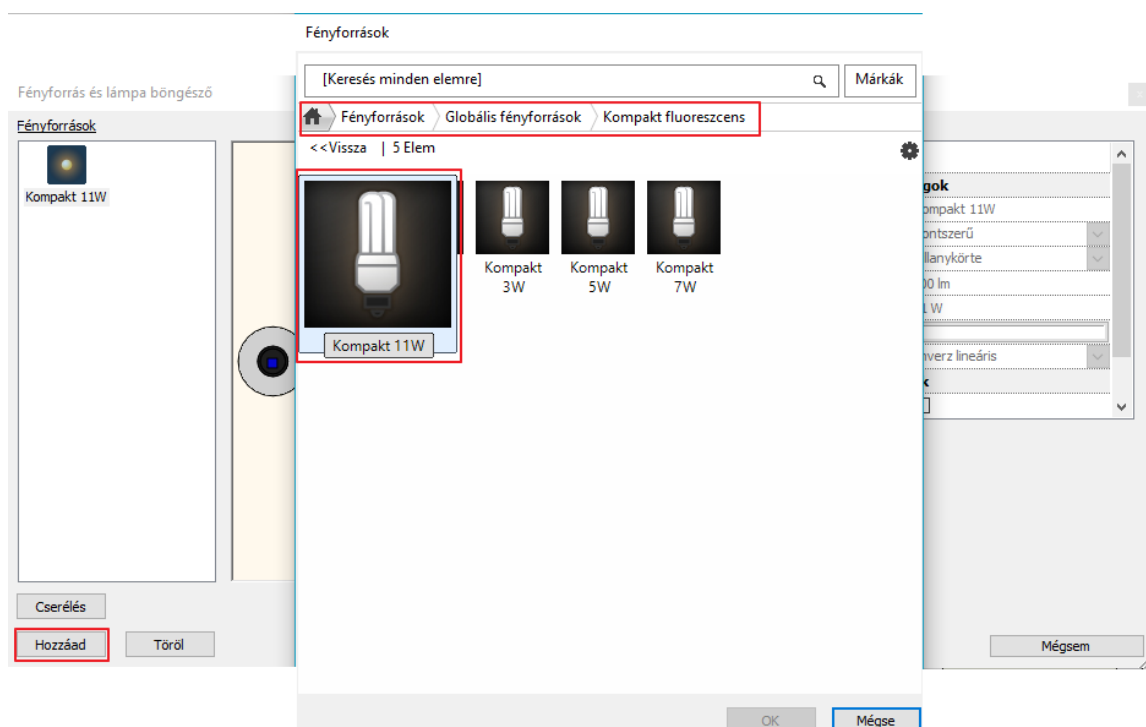 Fényforrások
[Keresés minden elemre]
Márkák
Fényforrás és lámpa böngésző
Fényforrások
Fényforrások
Globális fényforrások
Kompakt fluoreszcens
<<Vissza | 5 Elem
Kompakt 11W
Kompakt 11W
Kompakt
3W
Kompakt
5W
Kompakt
7W
gok
ompakt 11W
ontszerű
llanykörte
00 lm
1 W
nverz lineáris
k
Cserélés
Hozzáad
Töröl
Mégsem
OK
Mégse